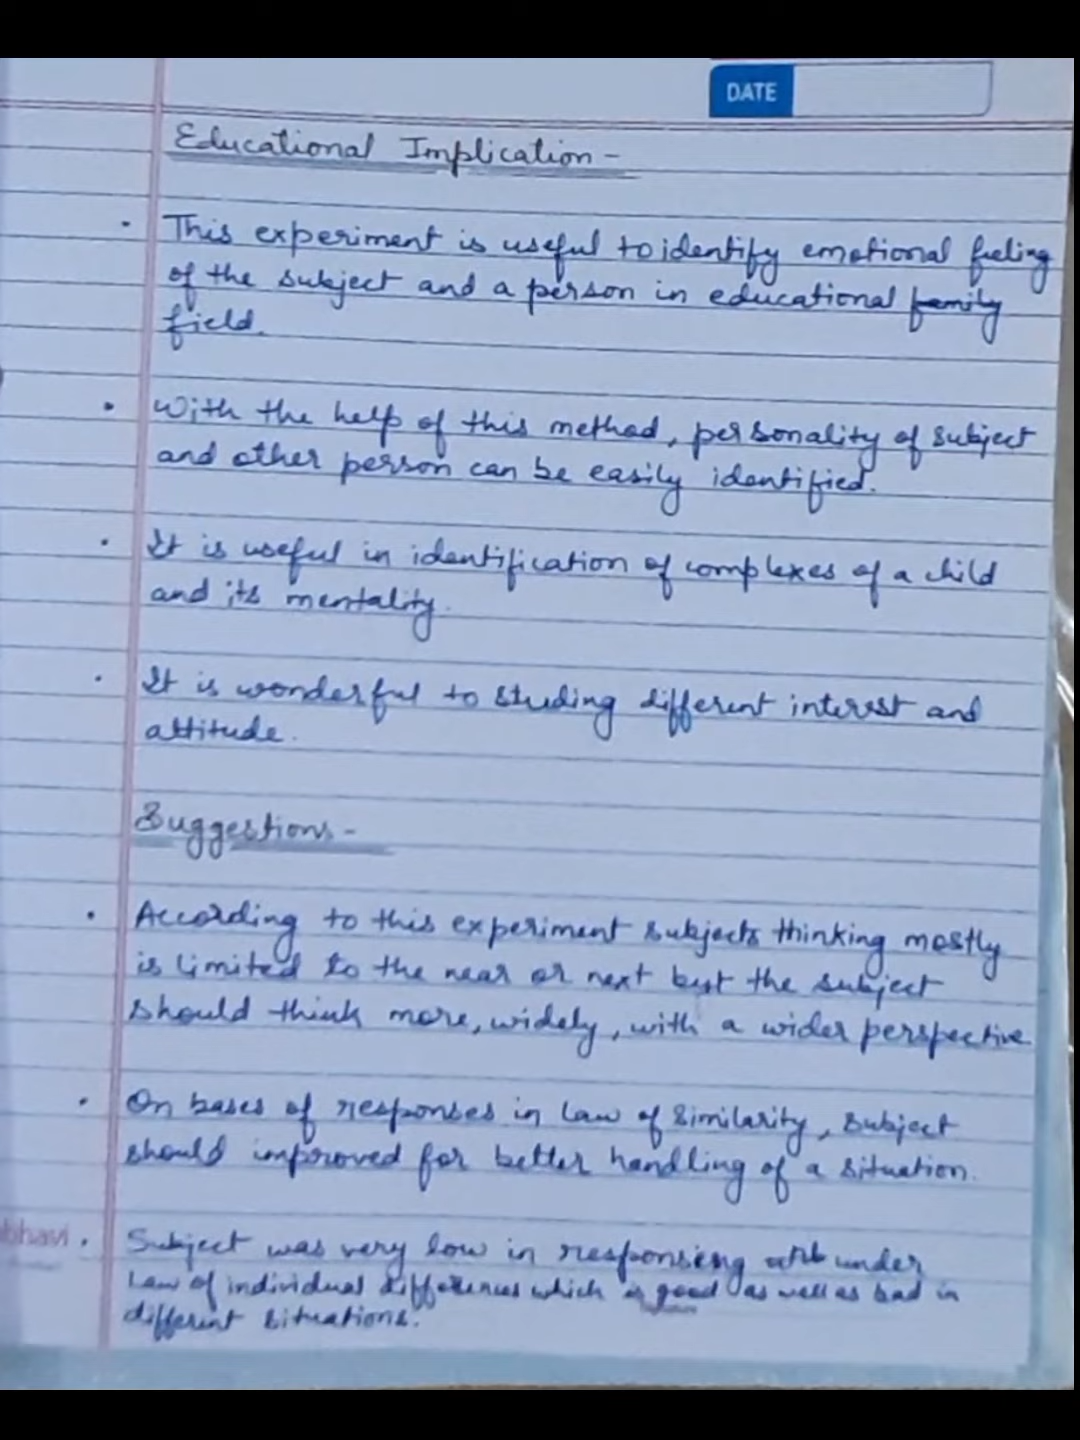 DATE
Educational Implication -
· This experiment is useful to identify emotional feeling
of the subject and a person in educational family
field.
· With the help of this method, personality of subject
and other person can be easily identified.
· It is useful in identification of complexes of a child
and its mentality.
· It is wonderful to studing different interest and
attitude.
Suggestions -
· According to this experiment subjects thinking mostly
is limited to the near or next but the subject
should think more, widely, with a wider perspective.
· On bases of responses in Law of Similarity, subject
should improved for better handling of a situation.
bhavi · Subject was very low in responseng under
Law of individual differences which is good as well as bad in
different situations.